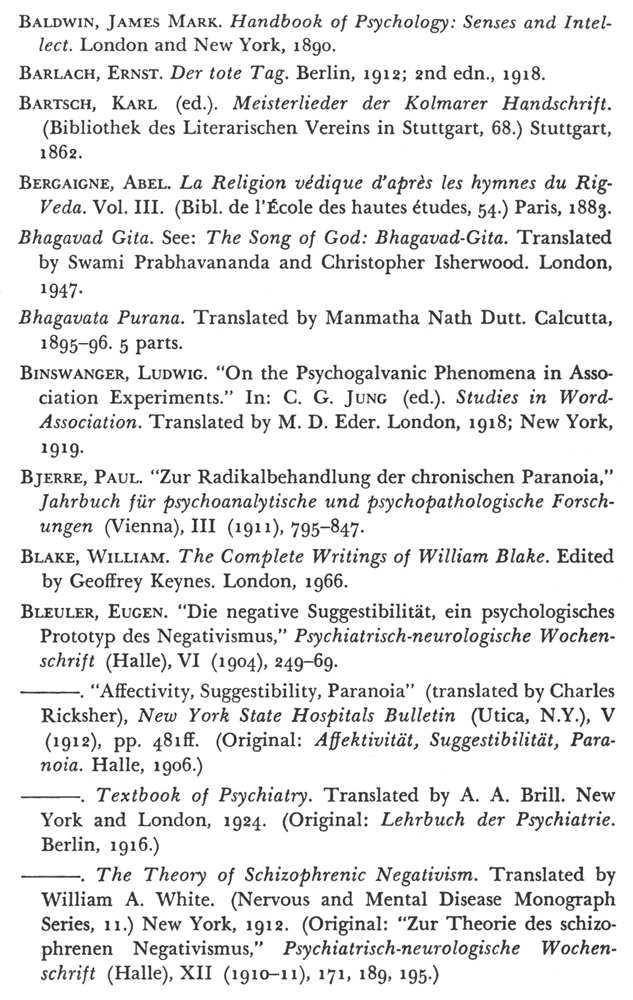 BALDWIN, JAMES MARK. Handbook of Psychology: Senses and Intel-
lect. London and New York, 1890.
BARLACH, ERNST. Der tote Tag. Berlin, 1912; 2nd edn., 1918.
BARTSCH, KARL (ed.). Meisterlieder der Kolmarer Handschrift.
(Bibliothek des Literarischen Vereins in Stuttgart, 68.) Stuttgart,
1862.
BERGAIGNE, ABEL. La Religion védique d'après les hymnes du Rig-
Veda. Vol. III. (Bibl. de l'École des hautes études, 54.) Paris, 1883.
Bhagavad Gita. See: The Song of God: Bhagavad-Gita. Translated
by Swami Prabhavananda and Christopher Isherwood. London,
1947.
Bhagavata Purana. Translated by Manmatha Nath Dutt. Calcutta,
1895–96. 5 parts.
BINSWANGER, LUDWIG. "On the Psychogalvanic Phenomena in Asso-
ciation Experiments." In: C. G. JUNG (ed.). Studies in Word-
Association. Translated by M. D. Eder. London, 1918; New York,
1919.
BJERRE, PAUL. "Zur Radikalbehandlung der chronischen Paranoia,"
Jahrbuch für psychoanalytische und psychopathologische Forsch-
ungen (Vienna), III (1911), 795–847.
BLAKE, WILLIAM. The Complete Writings of William Blake. Edited
by Geoffrey Keynes. London, 1966.
BLEULER, EUGEN. "Die negative Suggestibilität, ein psychologisches
Prototyp des Negativismus," Psychiatrisch-neurologische Wochen-
schrift (Halle), VI (1904), 249–69.
———. "Affectivity, Suggestibility, Paranoia" (translated by Charles
Ricksher), New York State Hospitals Bulletin (Utica, N.Y.), V
(1912), pp. 481ff. (Original: Affektivität, Suggestibilität, Para-
noia. Halle, 1906.)
———. Textbook of Psychiatry. Translated by A. A. Brill. New
York and London, 1924. (Original: Lehrbuch der Psychiatrie.
Berlin, 1916.)
———. The Theory of Schizophrenic Negativism. Translated by
William A. White. (Nervous and Mental Disease Monograph
Series, 11.) New York, 1912. (Original: "Zur Theorie des schizo-
phrenen Negativismus," Psychiatrisch-neurologische Wochen-
schrift (Halle), XII (1910–11), 171, 189, 195.)